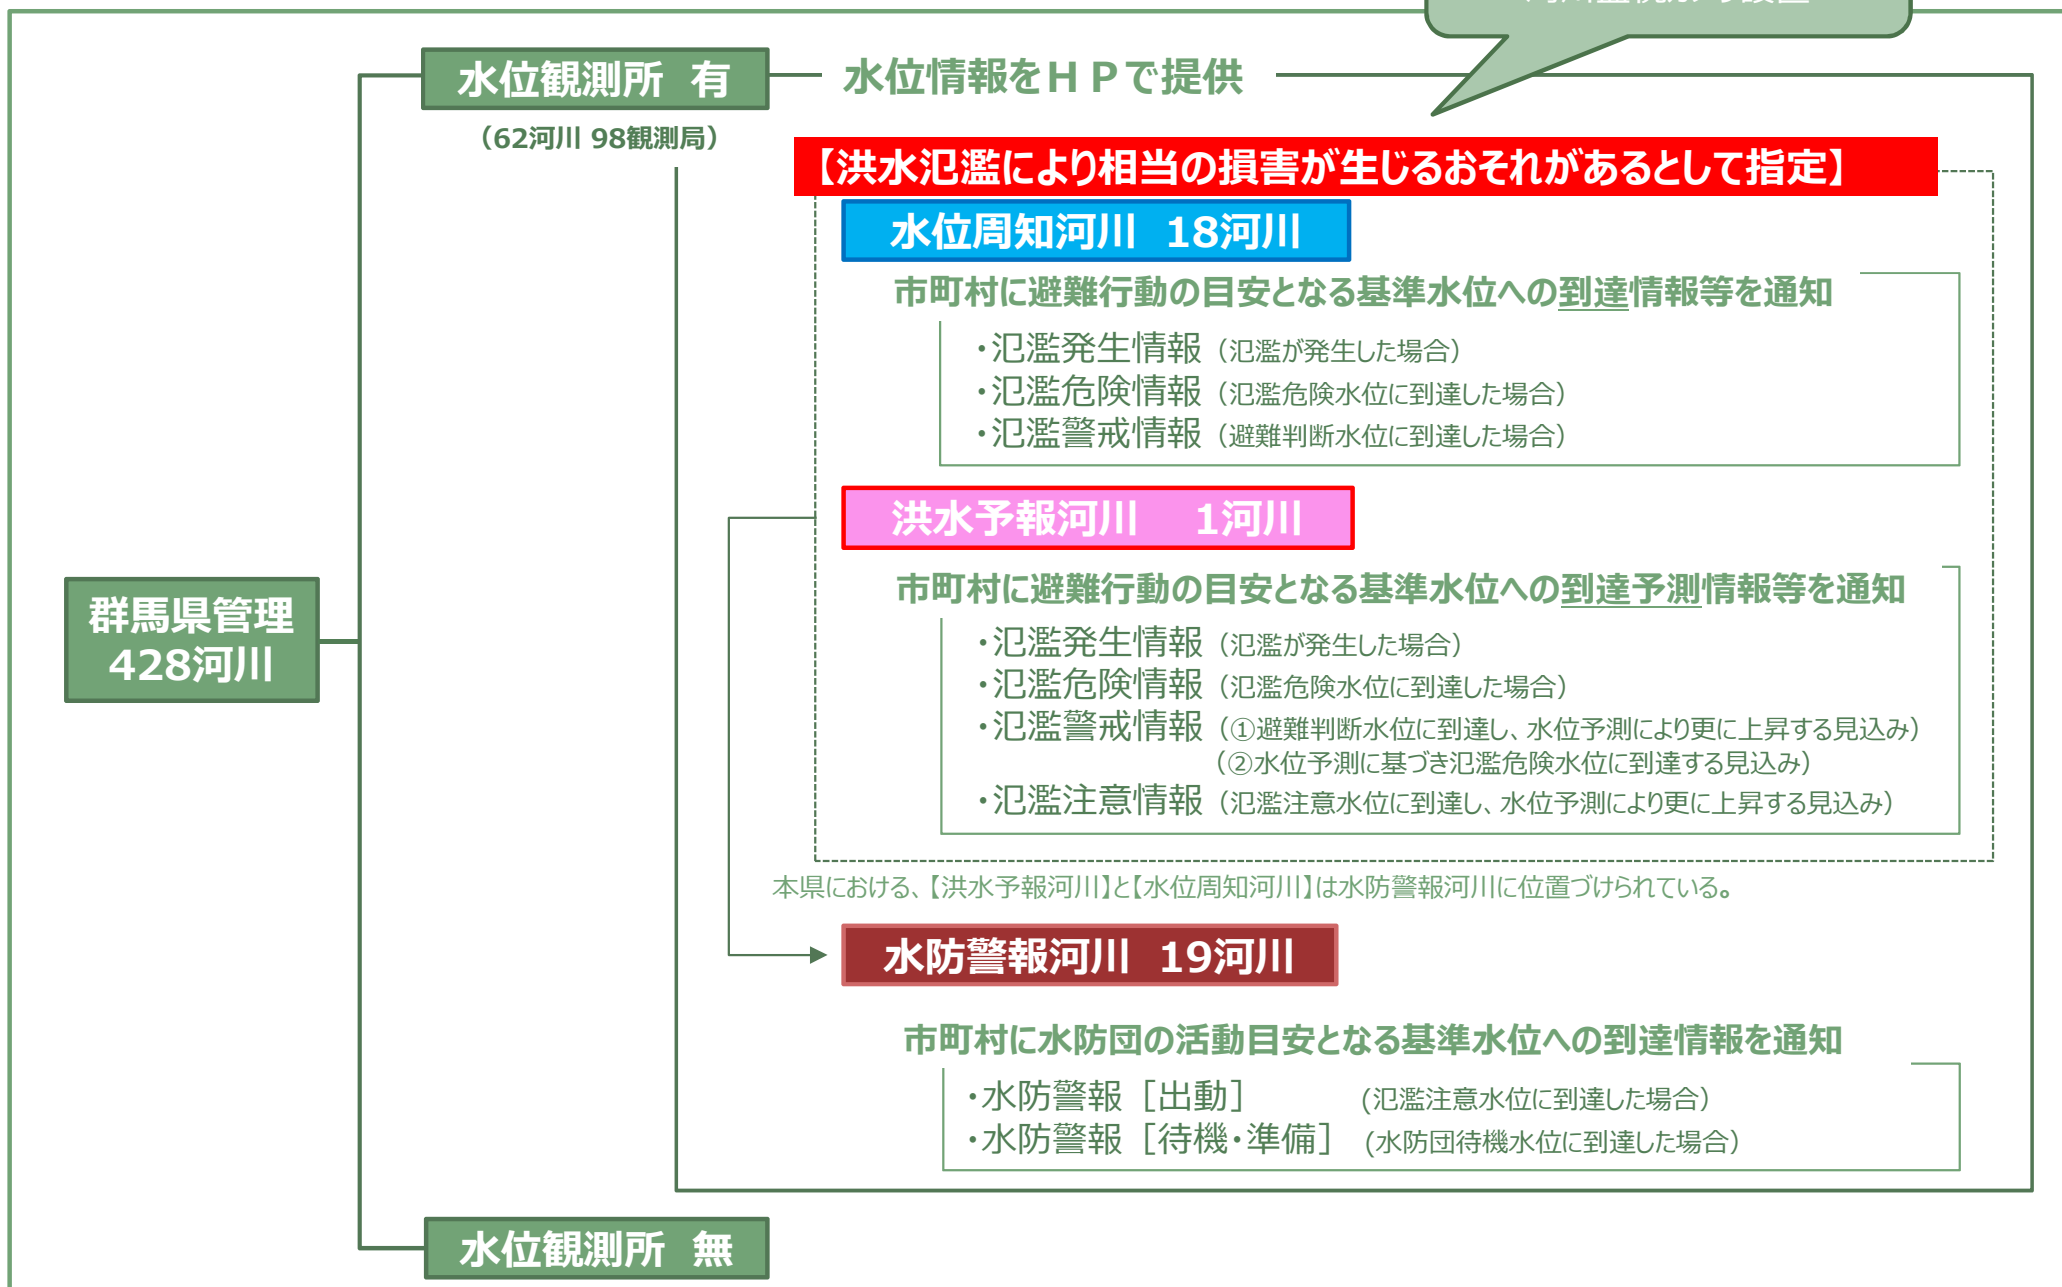 水位観測所 有
水位情報をＨＰで提供
（62河川 98観測局）
【洪水氾濫により相当の損害が生じるおそれがあるとして指定】
水位周知河川 18河川
市町村に避難行動の目安となる基準水位への到達情報等を通知
・氾濫発生情報（氾濫が発生した場合）
・氾濫危険情報（氾濫危険水位に到達した場合）
・氾濫警戒情報（避難判断水位に到達した場合）
洪水予報河川 1河川
市町村に避難行動の目安となる基準水位への到達予測情報等を通知
・氾濫発生情報（氾濫が発生した場合）
・氾濫危険情報（氾濫危険水位に到達した場合）
・氾濫警戒情報（①避難判断水位に到達し、水位予測により更に上昇する見込み）
（②水位予測に基づき氾濫危険水位に到達する見込み）
・氾濫注意情報（氾濫注意水位に到達し、水位予測により更に上昇する見込み）
群馬県管理
428河川
本県における、【洪水予報河川】と【水位周知河川】は水防警報河川に位置づけられている。
水防警報河川 19河川
市町村に水防団の活動目安となる基準水位への到達情報を通知
・水防警報［出動］ （氾濫注意水位に到達した場合）
・水防警報［待機・準備］ （水防団待機水位に到達した場合）
水位観測所 無